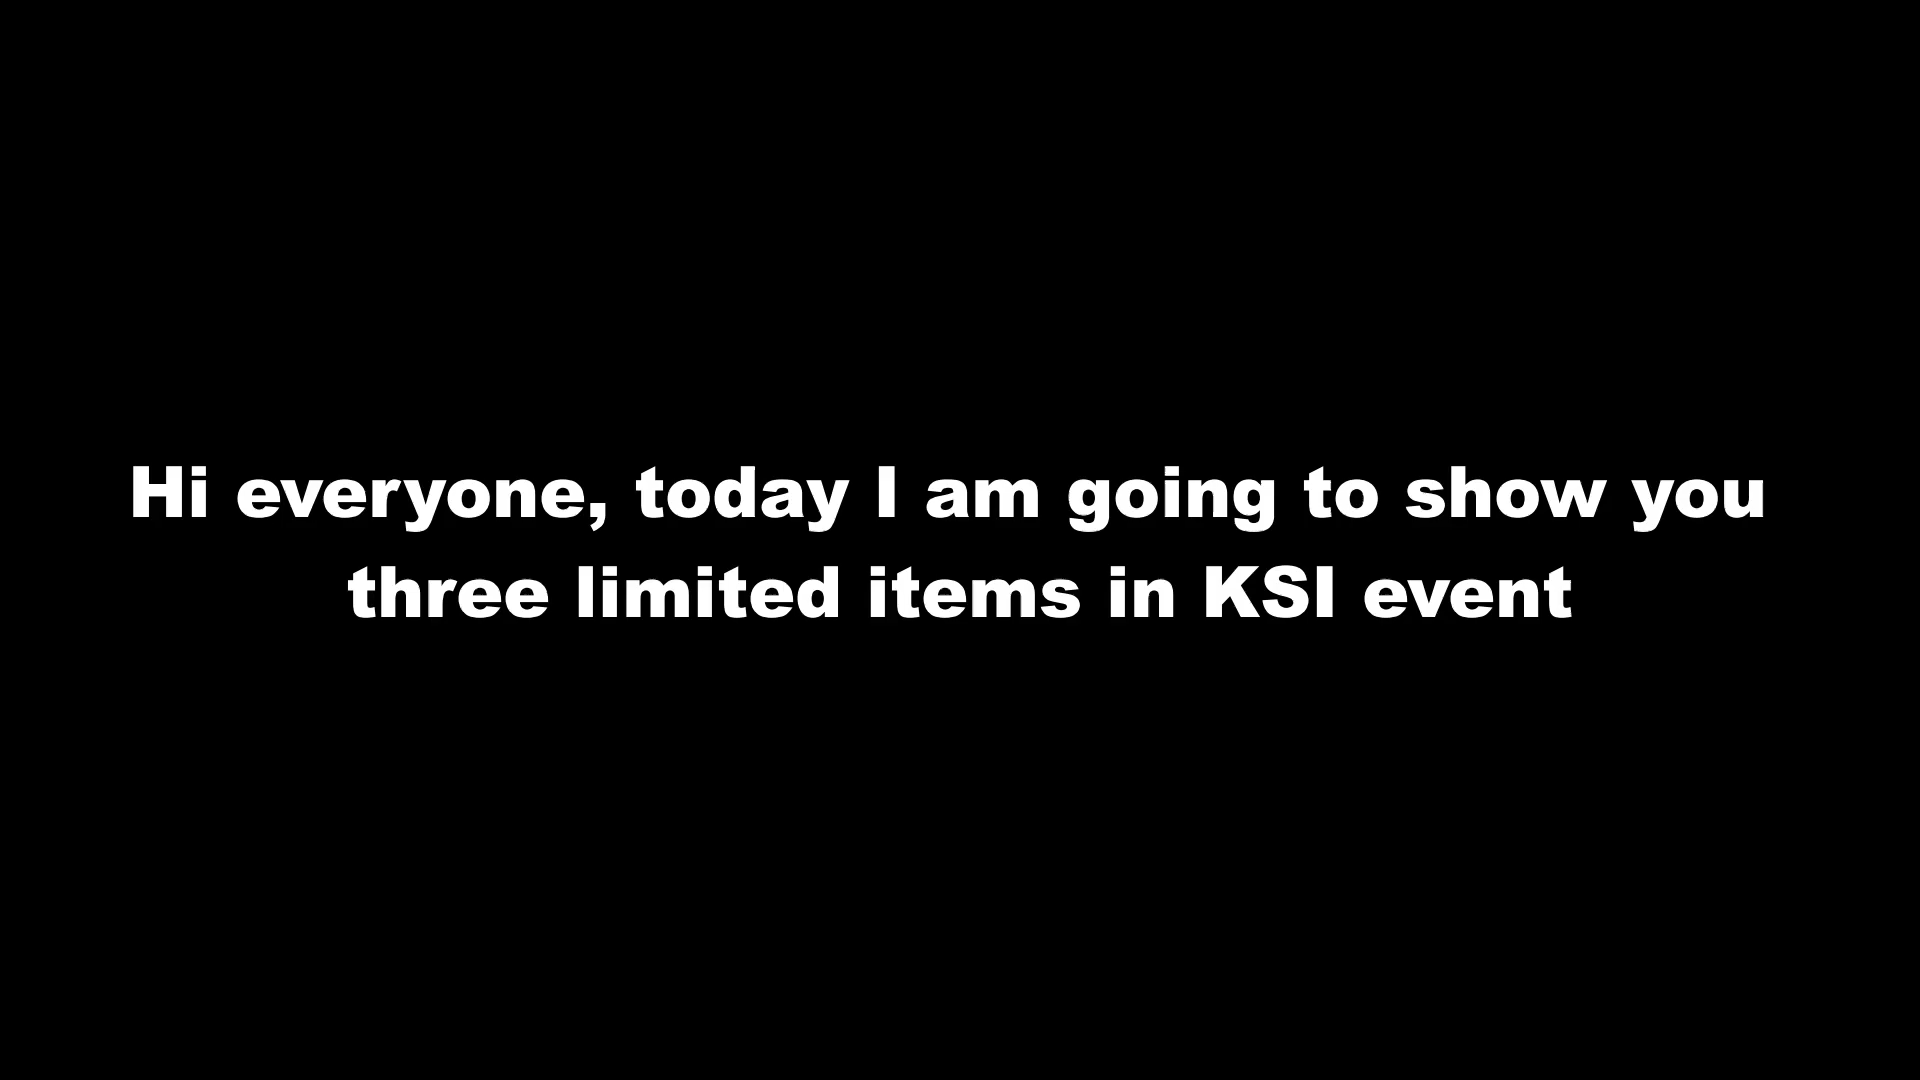 Hi everyone, today I am going to show you
three limited items in KSI event